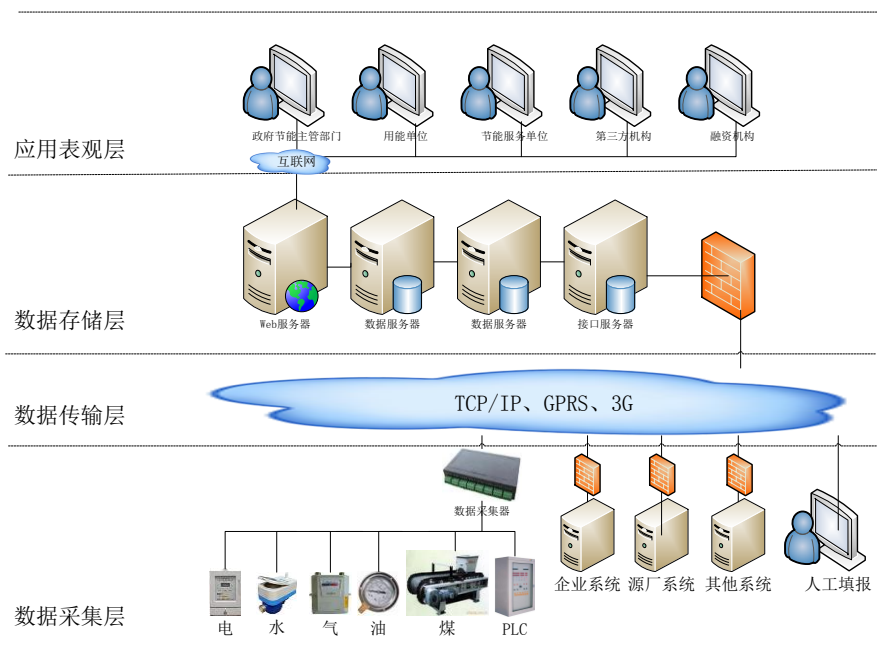 政府节能主管部门
用能单位
节能服务单位
第三方机构
融资机构
应用表观层
互联网
Web服务器
数据服务器
数据服务器
接口服务器
数据存储层
TCP/IP、GPRS、3G
数据传输层
数据采集器
企业系统
源厂系统
其他系统
人工填报
数据采集层
电
水
气
油
煤
PLC